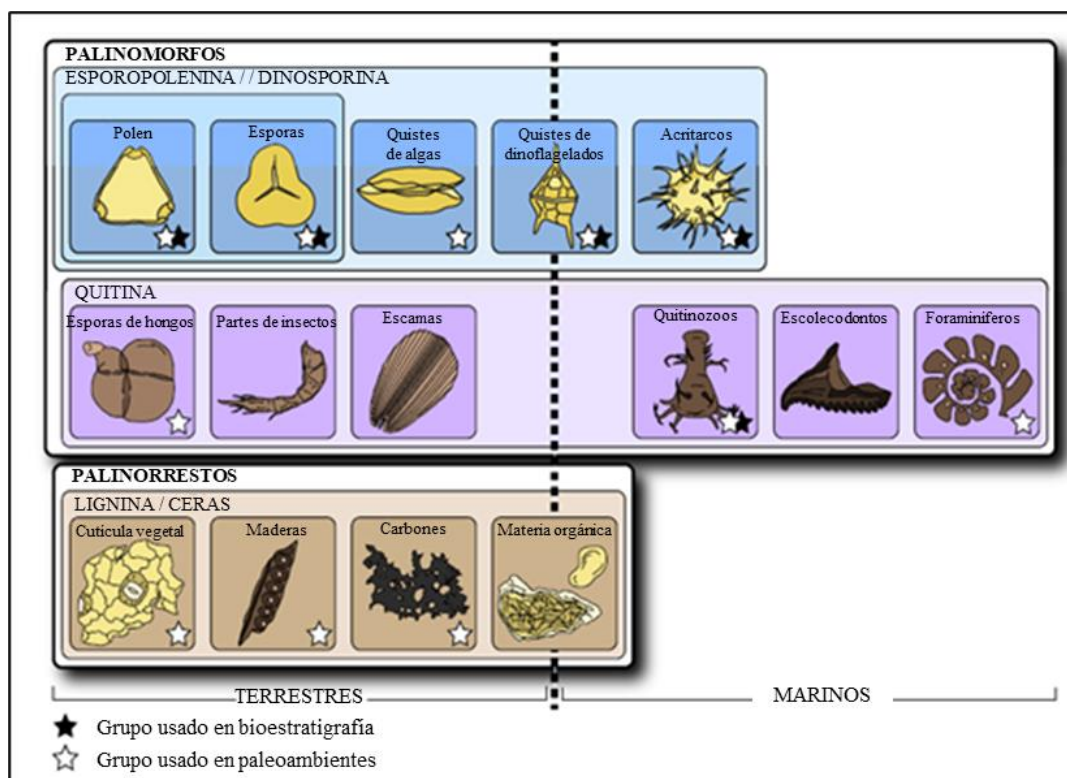 PALINOMORFOS
ESPOROPOLENINA // DINOSPORINA
Polen
Esporas
Quistes
de algas
Quistes de
dinoflagelados
Acritarcos
QUITINA
Esporas de hongos
Partes de insectos
Escamas
Quitinozoos
Escolecodontos
Foraminíferos
PALINORRESTOS
LIGNINA / CERAS
Cutícula vegetal
Maderas
Carbones
Materia orgánica
TERRESTRES
MARINOS
Grupo usado en bioestratigrafía
Grupo usado en paleoambientes